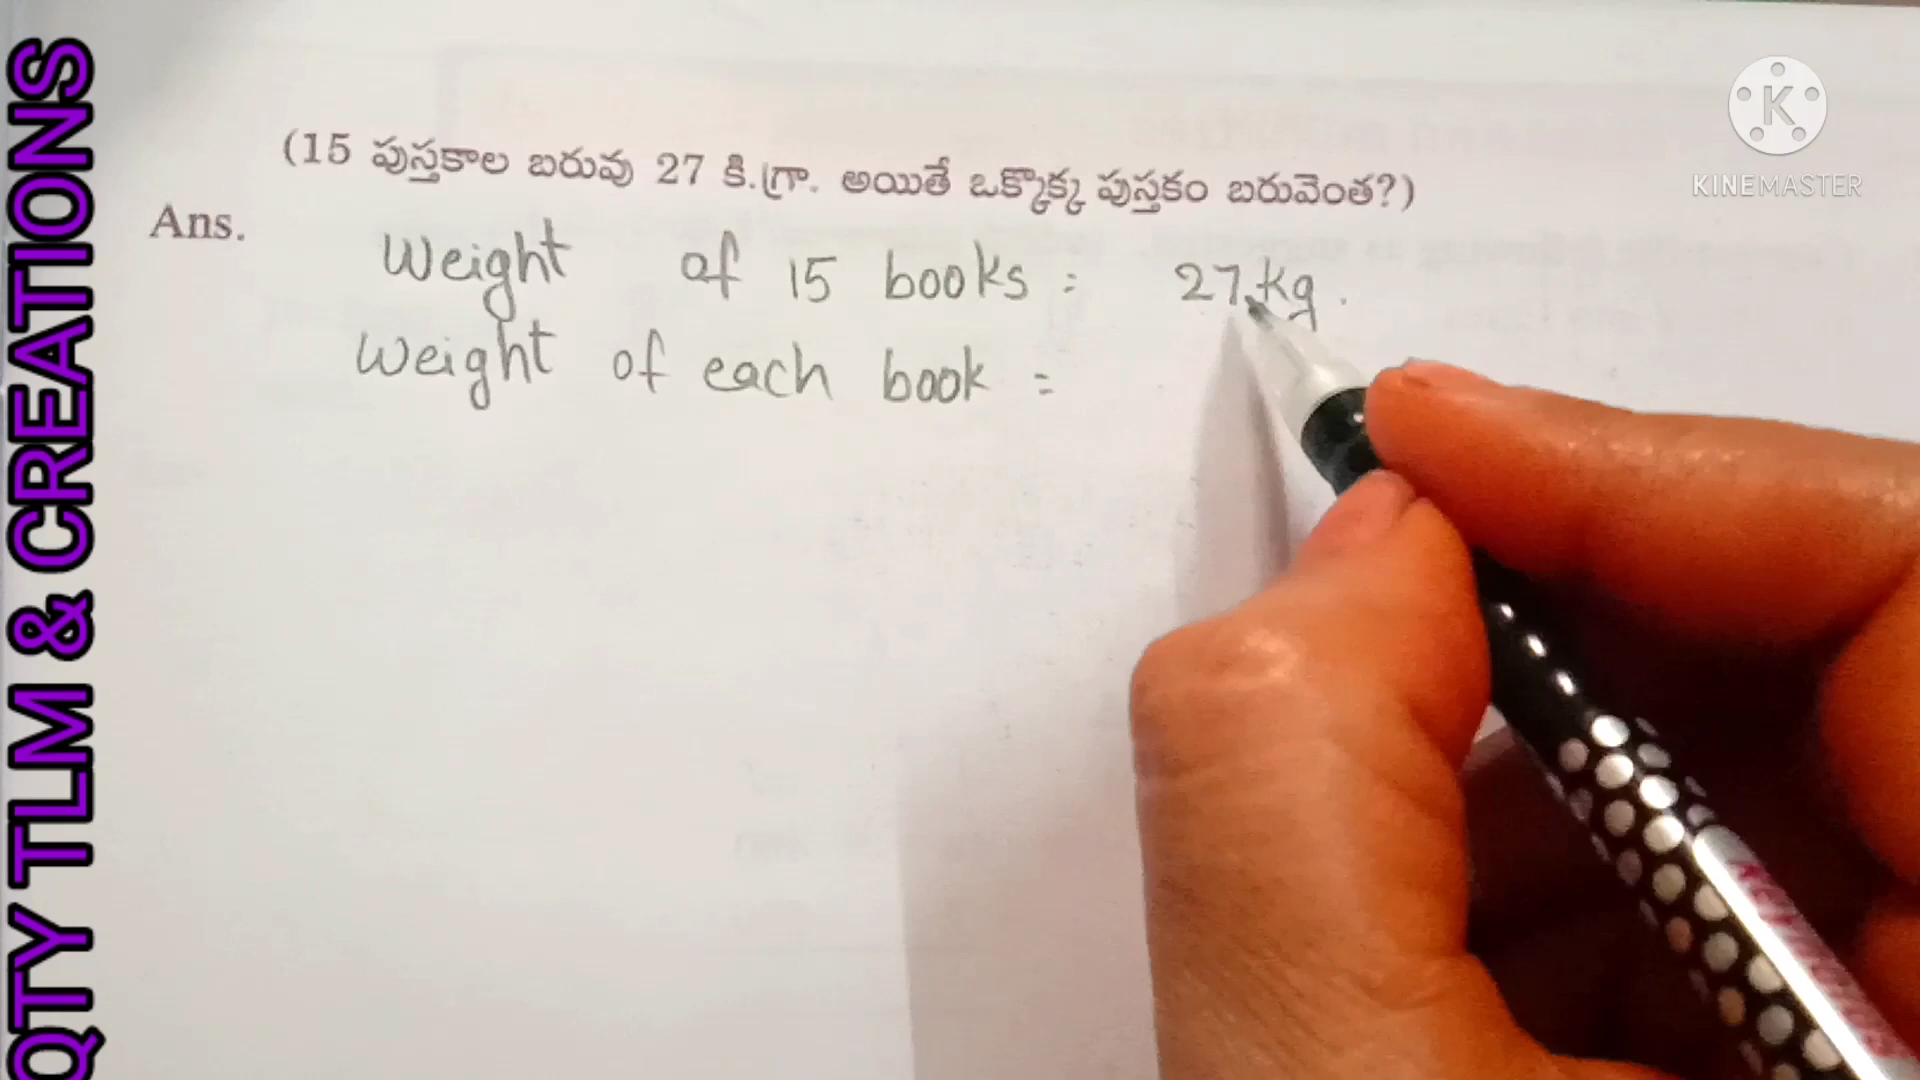 (15 పుస్తకాల బరువు 27 కి.గ్రా. అయితే ఒక్కొక్క పుస్తకం బరువెంత?)
Ans.
Weight of 15 books = 27 kg.
Weight of each book =
QTY TLM & CREATIONS
K
KINEMASTER